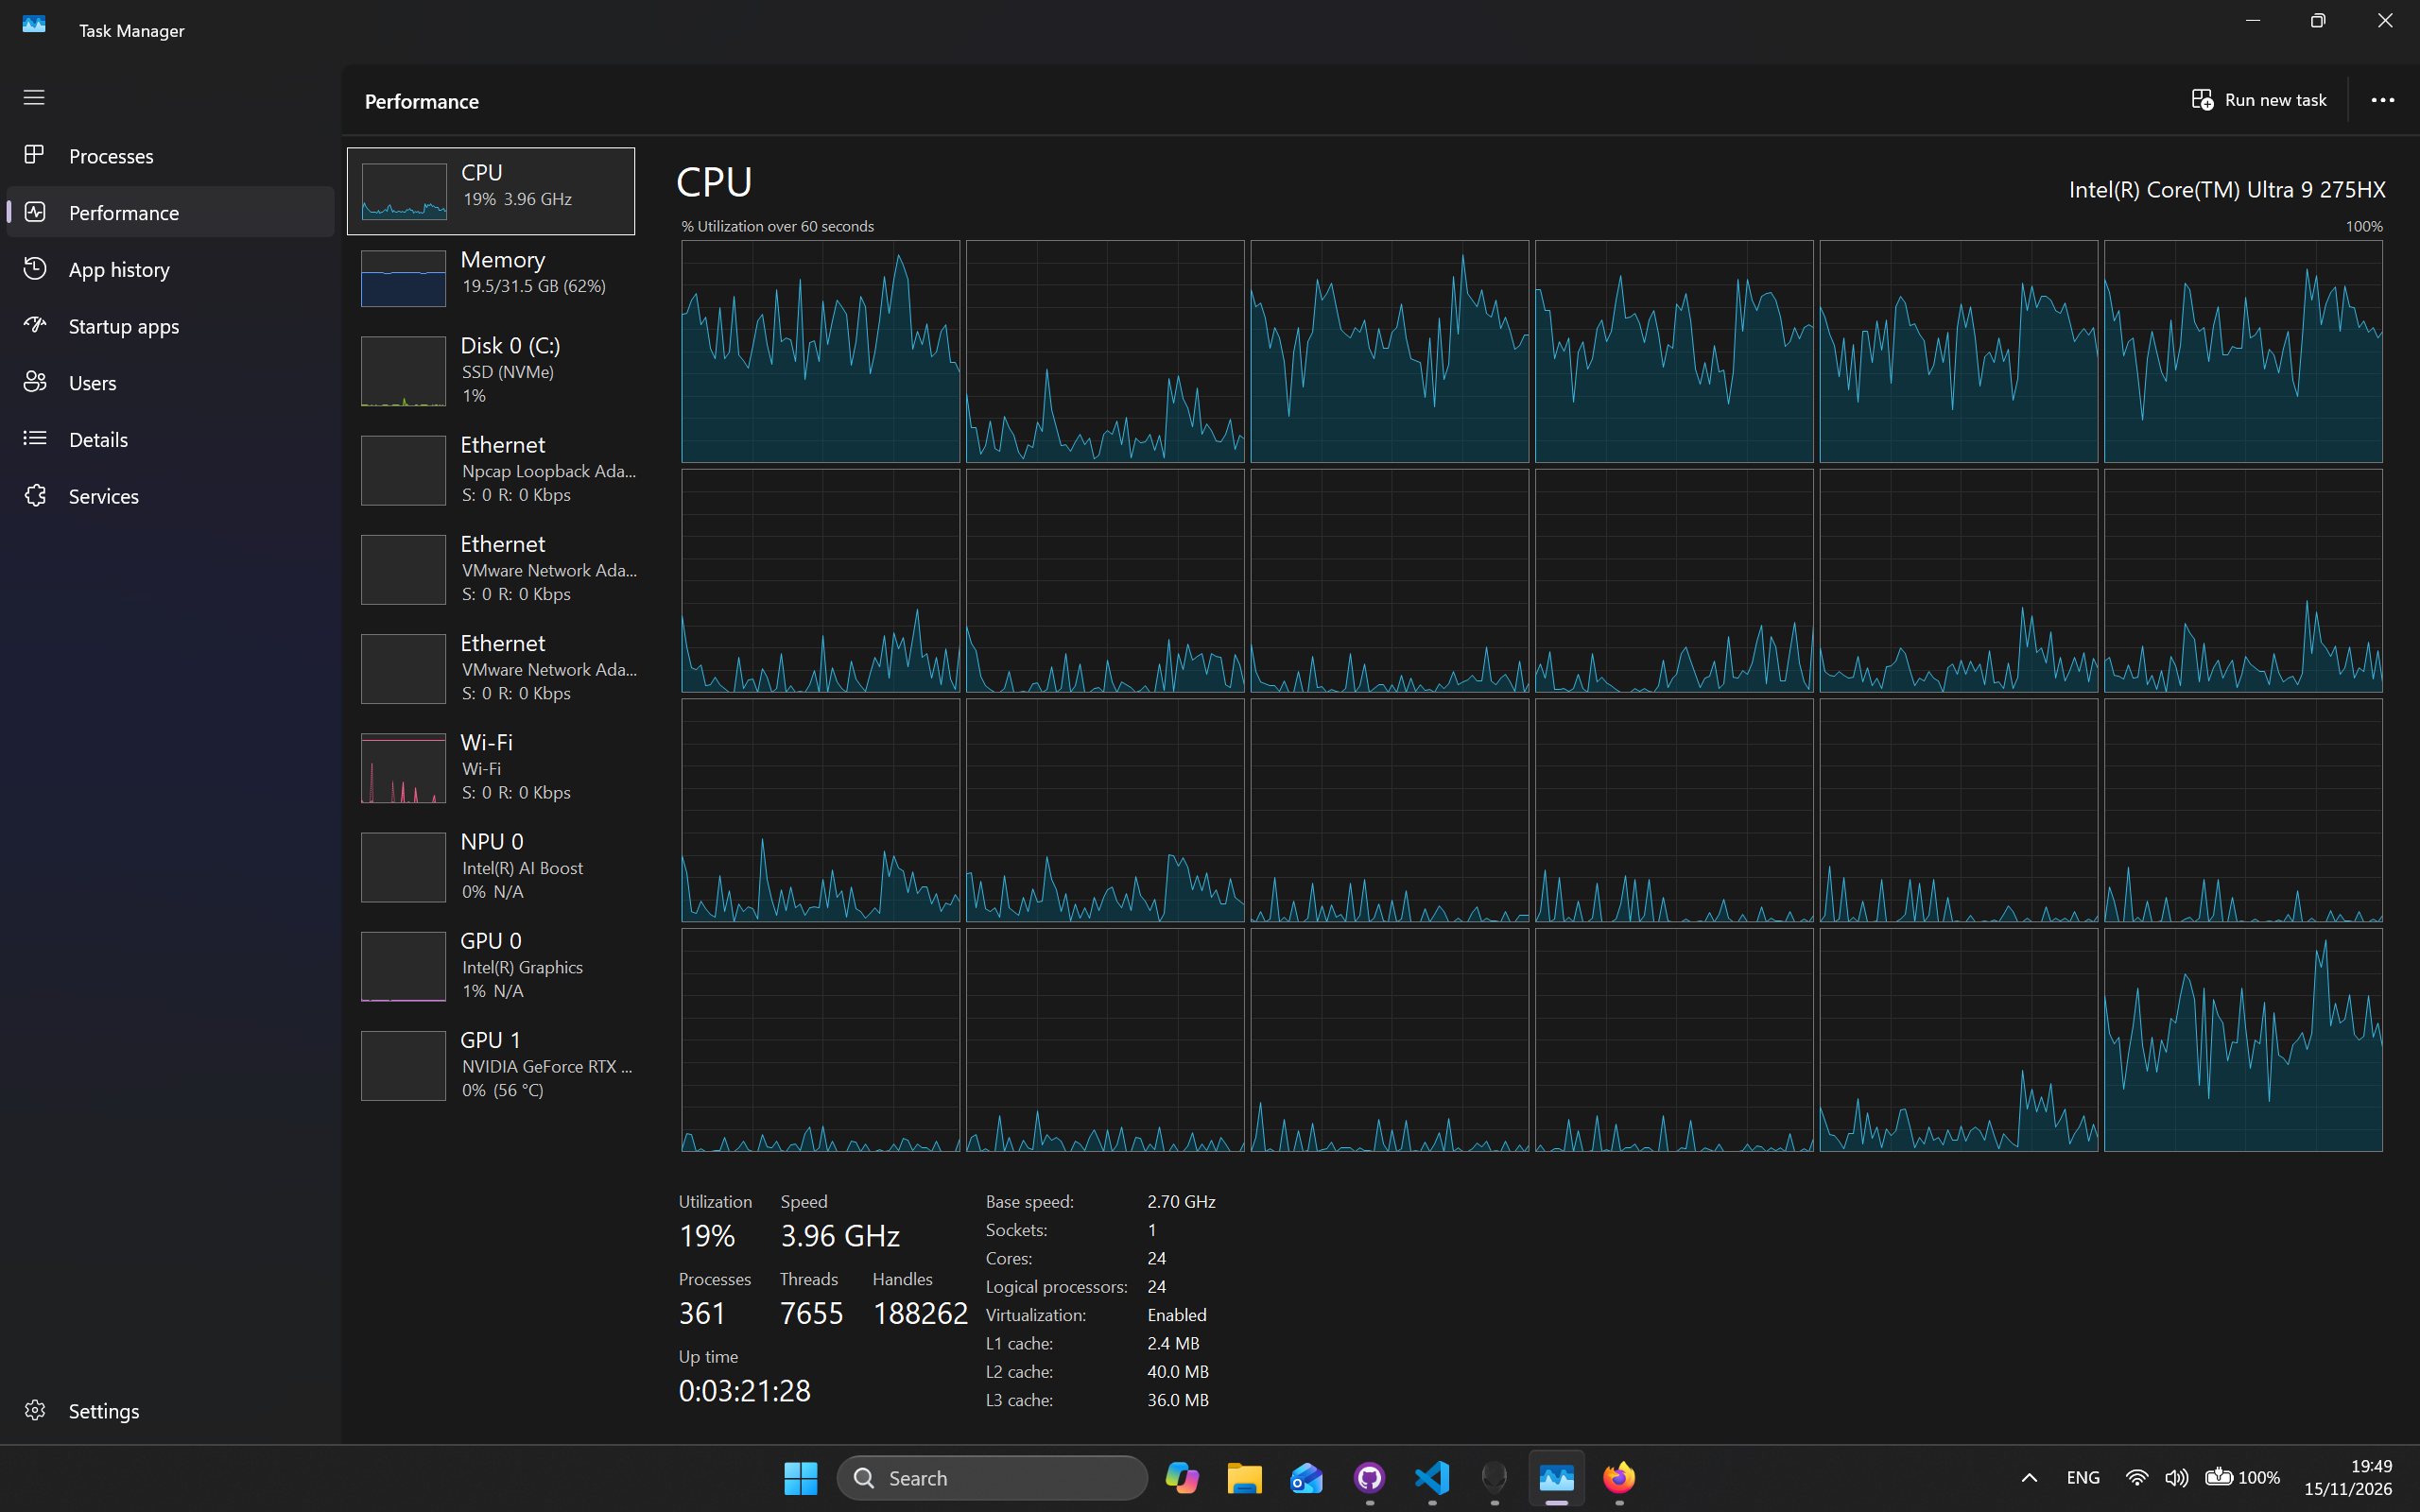 Task Manager
Processes
Performance
App history
Startup apps
Users
Details
Services
Settings
Performance
Run new task
CPU
19% 3.96 GHz
Memory
19.5/31.5 GB (62%)
Disk 0 (C:)
SSD (NVMe)
1%
Ethernet
Npcap Loopback Ada...
S: 0 R: 0 Kbps
Ethernet
VMware Network Ada...
S: 0 R: 0 Kbps
Ethernet
VMware Network Ada...
S: 0 R: 0 Kbps
Wi-Fi
Wi-Fi
S: 0 R: 0 Kbps
NPU 0
Intel(R) AI Boost
0% N/A
GPU 0
Intel(R) Graphics
1% N/A
GPU 1
NVIDIA GeForce RTX ...
0% (56 °C)
CPU
Intel(R) Core(TM) Ultra 9 275HX
% Utilization over 60 seconds
100%
Utilization Speed
19% 3.96 GHz
Processes Threads Handles
361 7655 188262
Up time
0:03:21:28
Base speed: 2.70 GHz
Sockets: 1
Cores: 24
Logical processors: 24
Virtualization: Enabled
L1 cache: 2.4 MB
L2 cache: 40.0 MB
L3 cache: 36.0 MB
Search
ENG
100%
19:49
15/11/2026